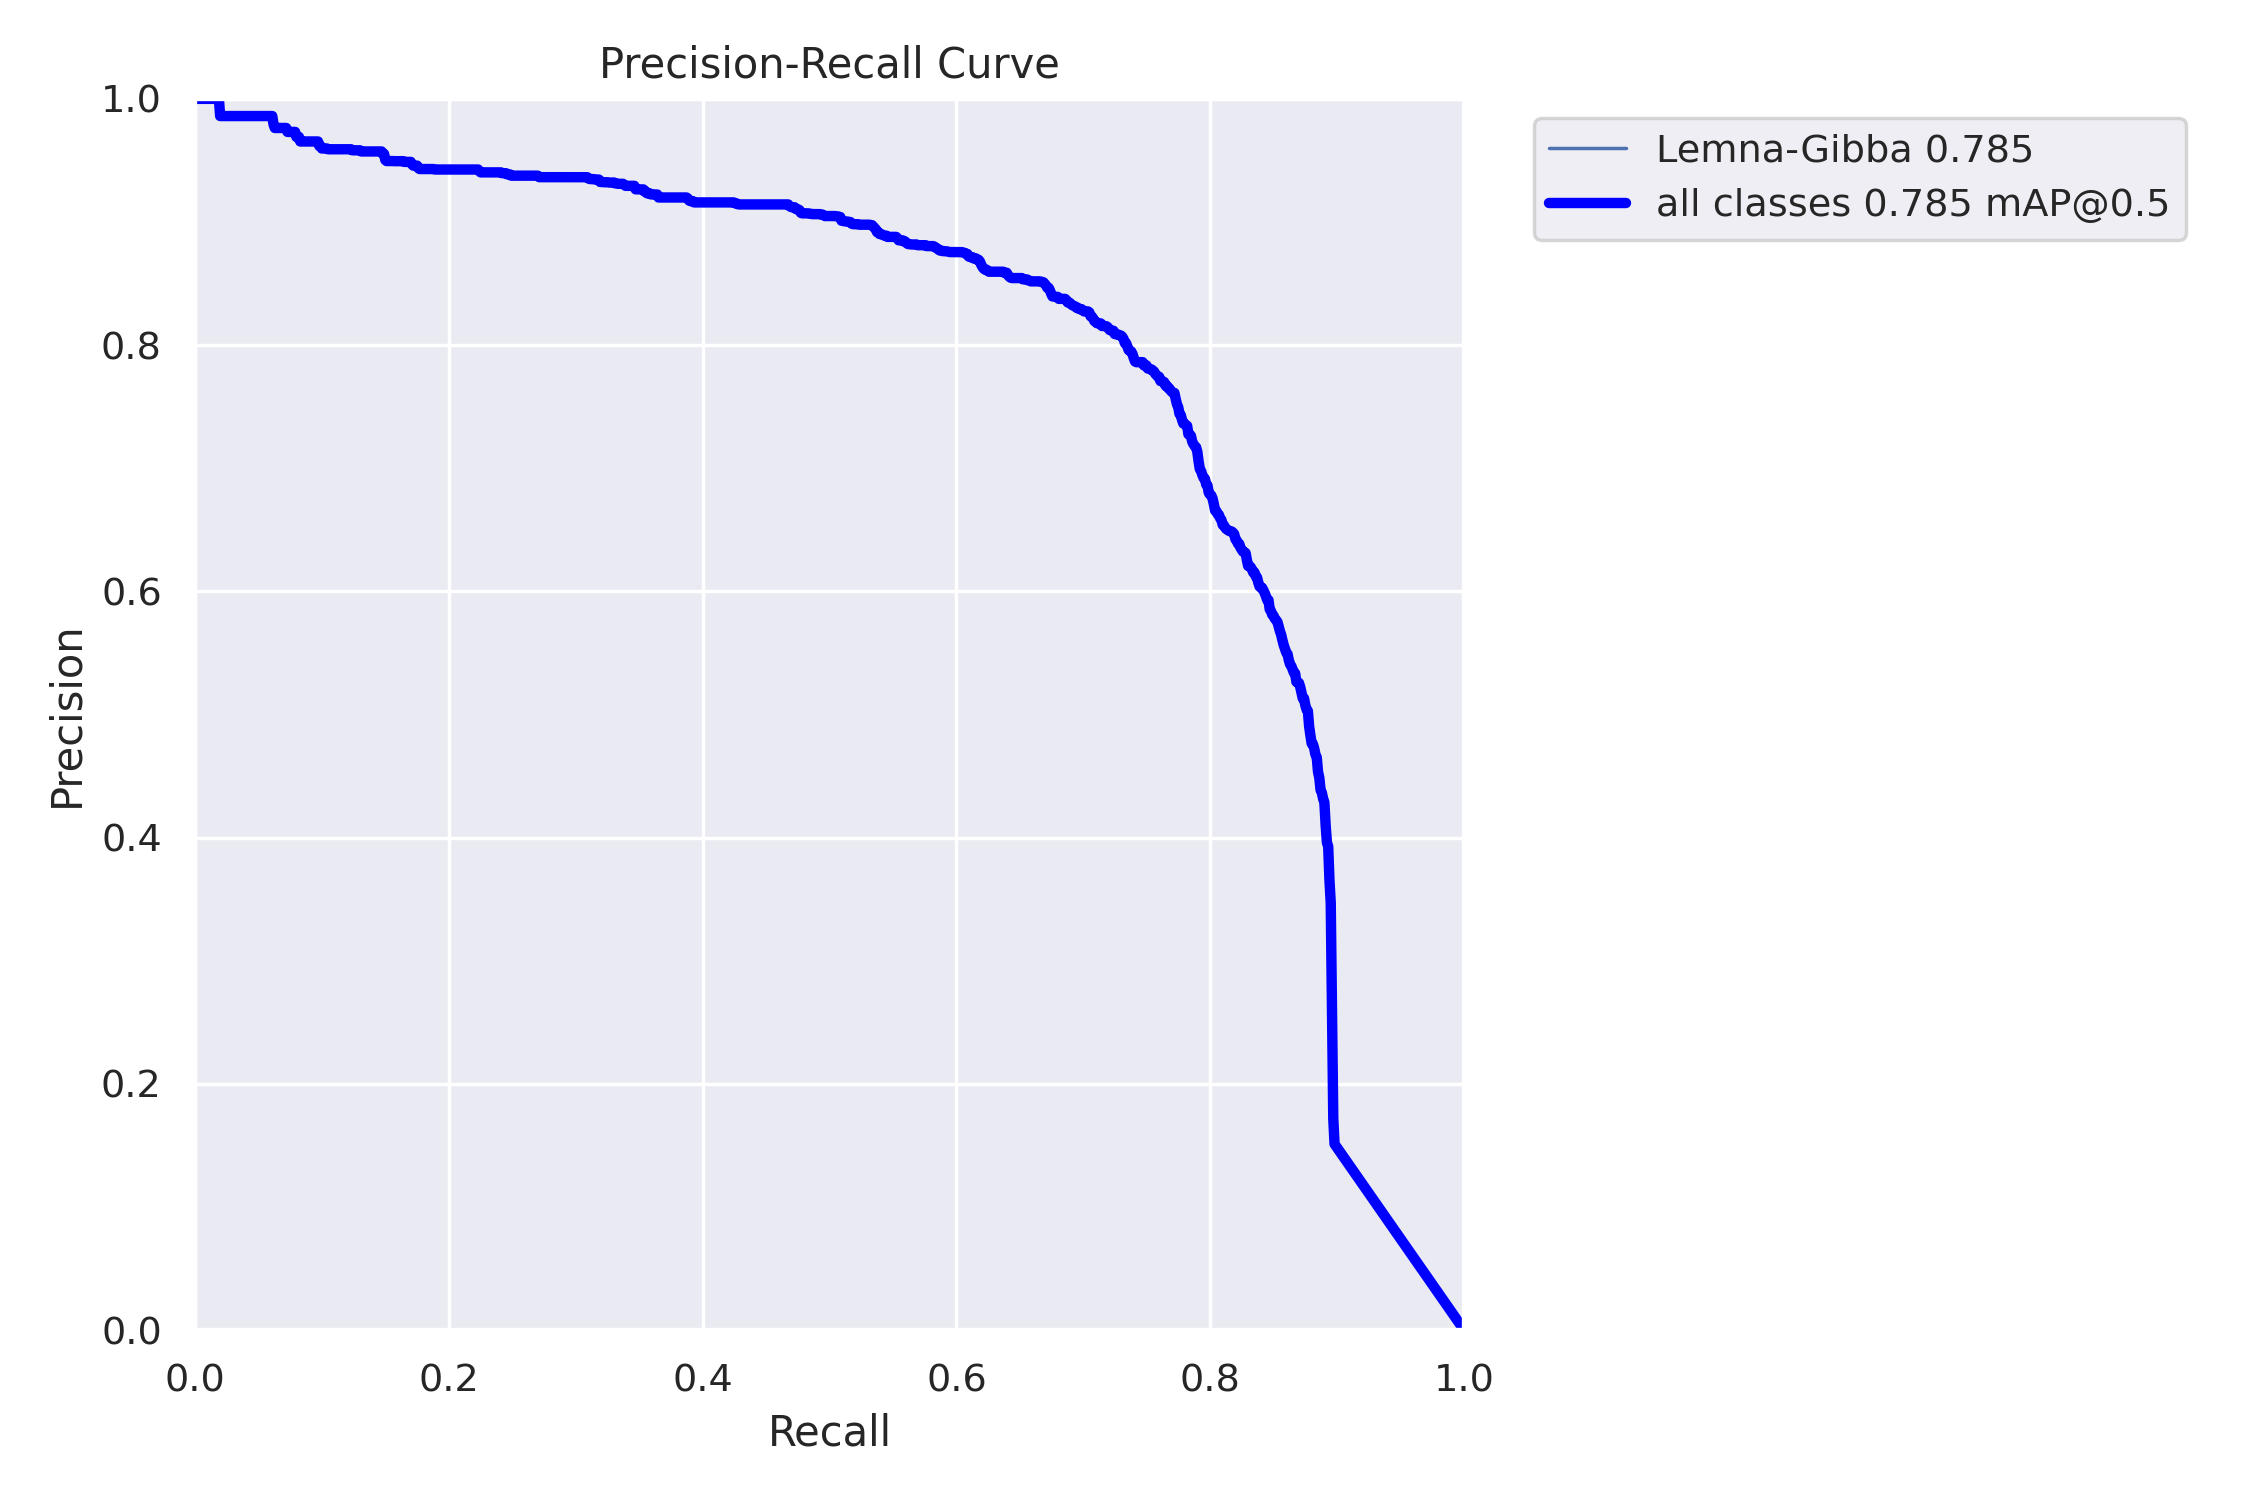 Precision-Recall Curve
1.0
0.8
0.6
0.4
0.2
0.0
Precision
0.0 0.2 0.4 0.6 0.8 1.0
Recall
Lemna-Gibba 0.785
all classes 0.785 mAP@0.5